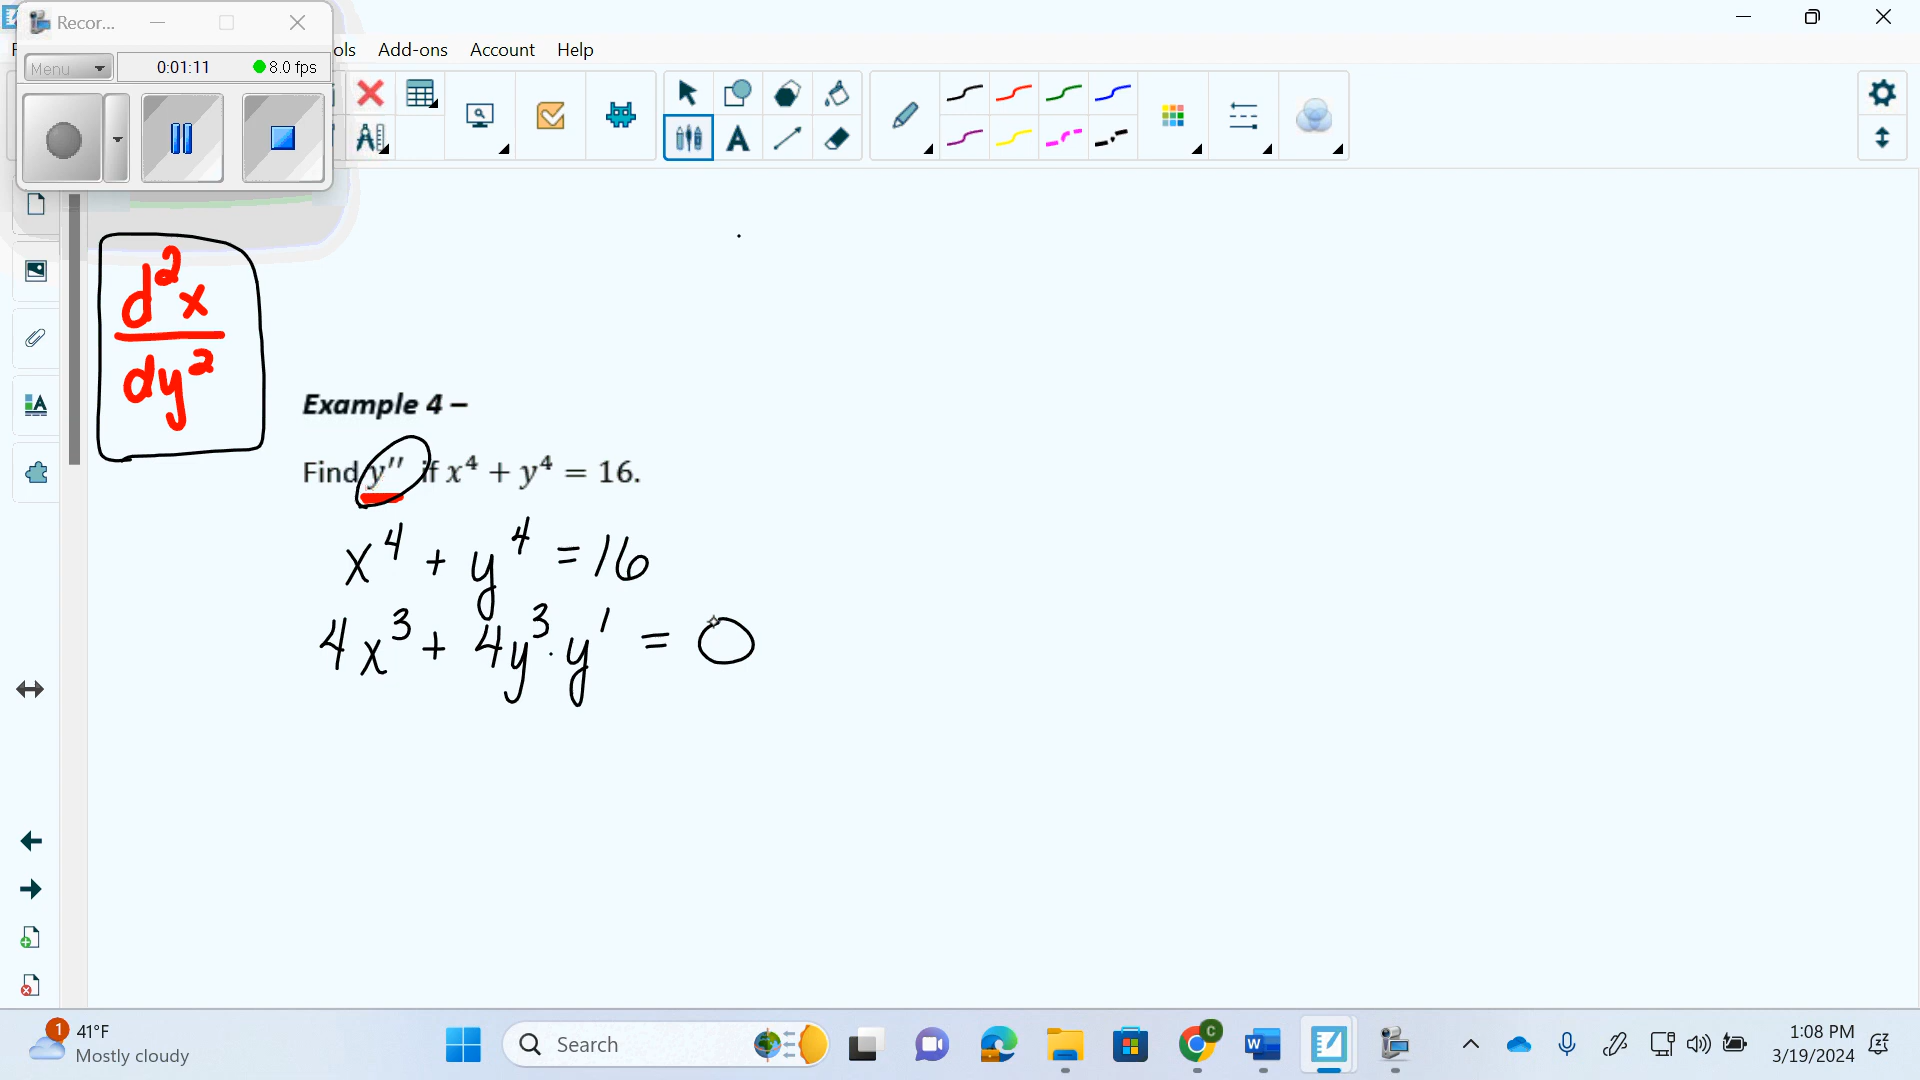 Recor...
Menu
0:01:11
8.0 fps
ols
Add-ons
Account
Help
d²x
dy²
Example 4 –
Find y'' if x⁴ + y⁴ = 16.
x⁴ + y⁴ = 16
4x³ + 4y³ · y' = 0
1
41°F
Mostly cloudy
Search
C
W
1:08 PM
3/19/2024